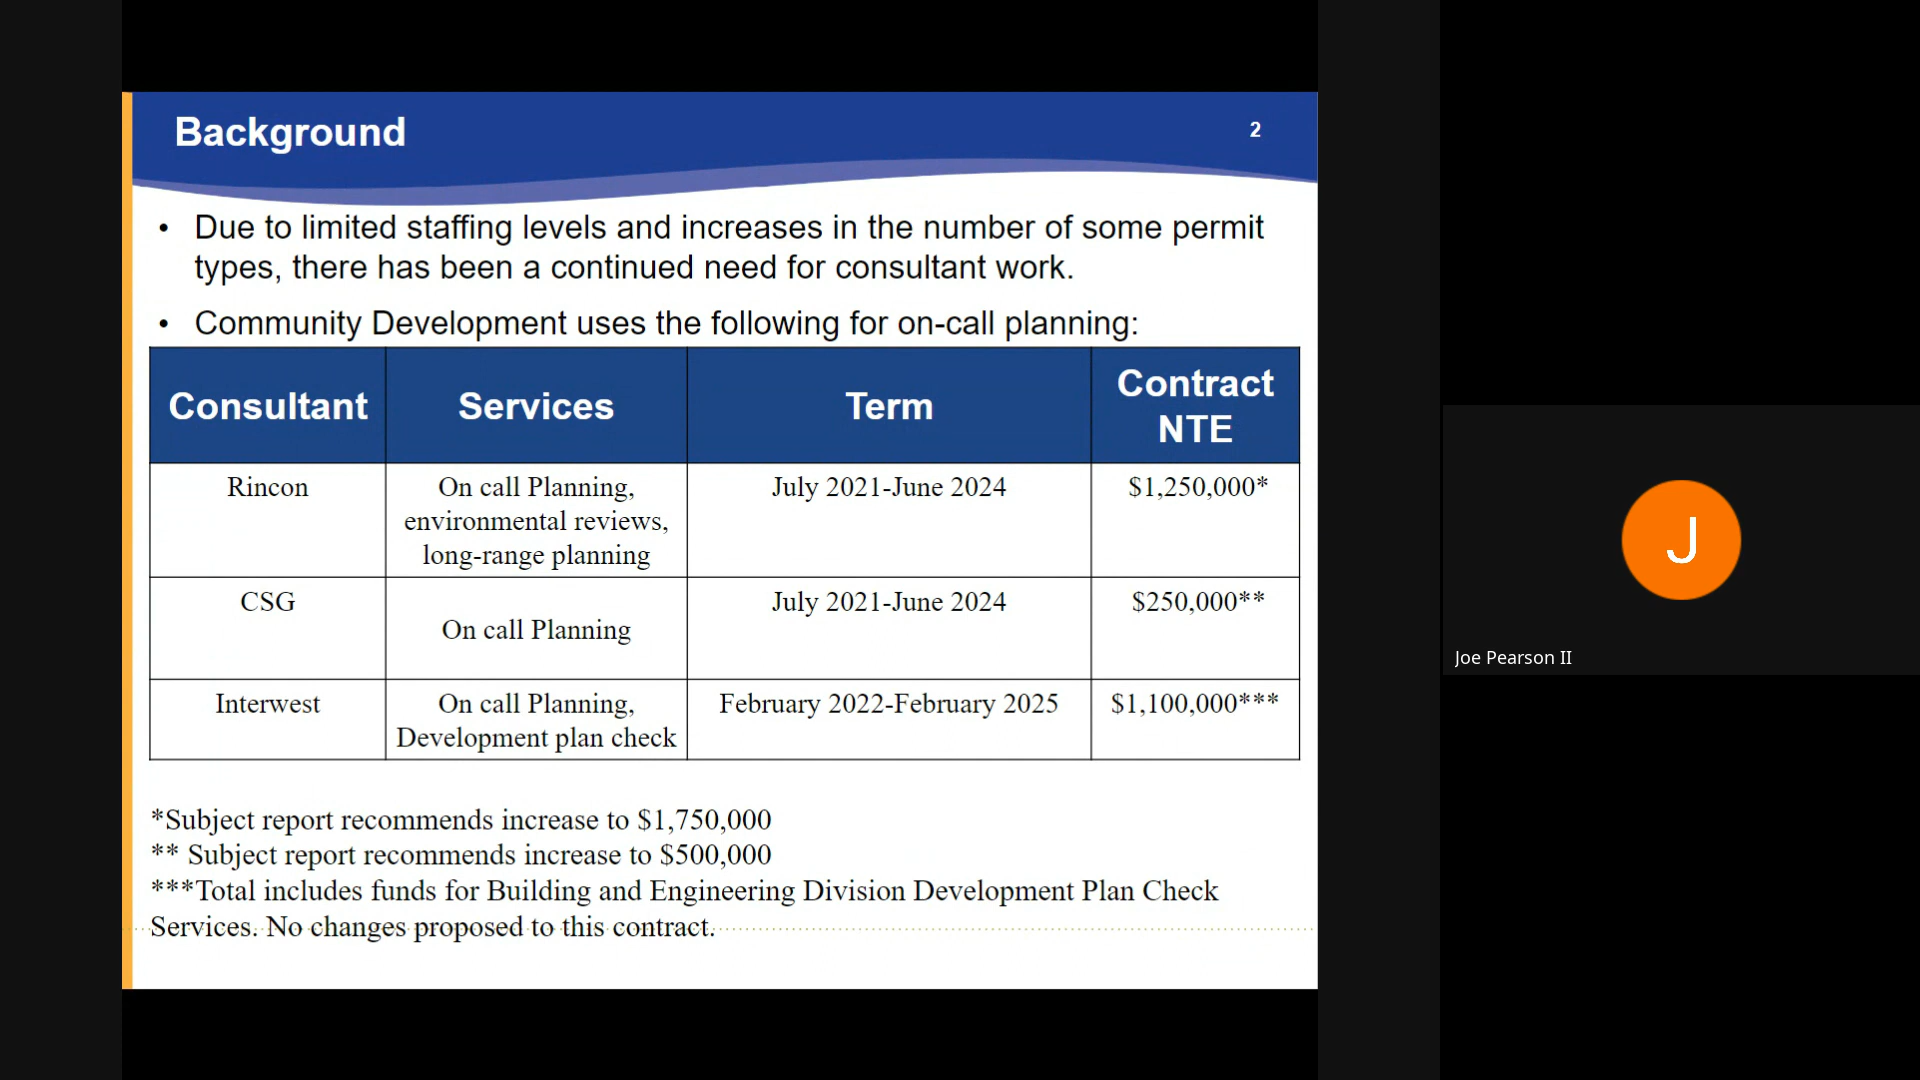 Background
2
• Due to limited staffing levels and increases in the number of some permit
types, there has been a continued need for consultant work.
• Community Development uses the following for on-call planning:
Consultant
Services
Term
Contract
NTE
Rincon
On call Planning,
environmental reviews,
long-range planning
July 2021-June 2024
$1,250,000*
CSG
On call Planning
July 2021-June 2024
$250,000**
Interwest
On call Planning,
Development plan check
February 2022-February 2025
$1,100,000***
*Subject report recommends increase to $1,750,000
** Subject report recommends increase to $500,000
***Total includes funds for Building and Engineering Division Development Plan Check
Services. No changes proposed to this contract.
J
Joe Pearson II